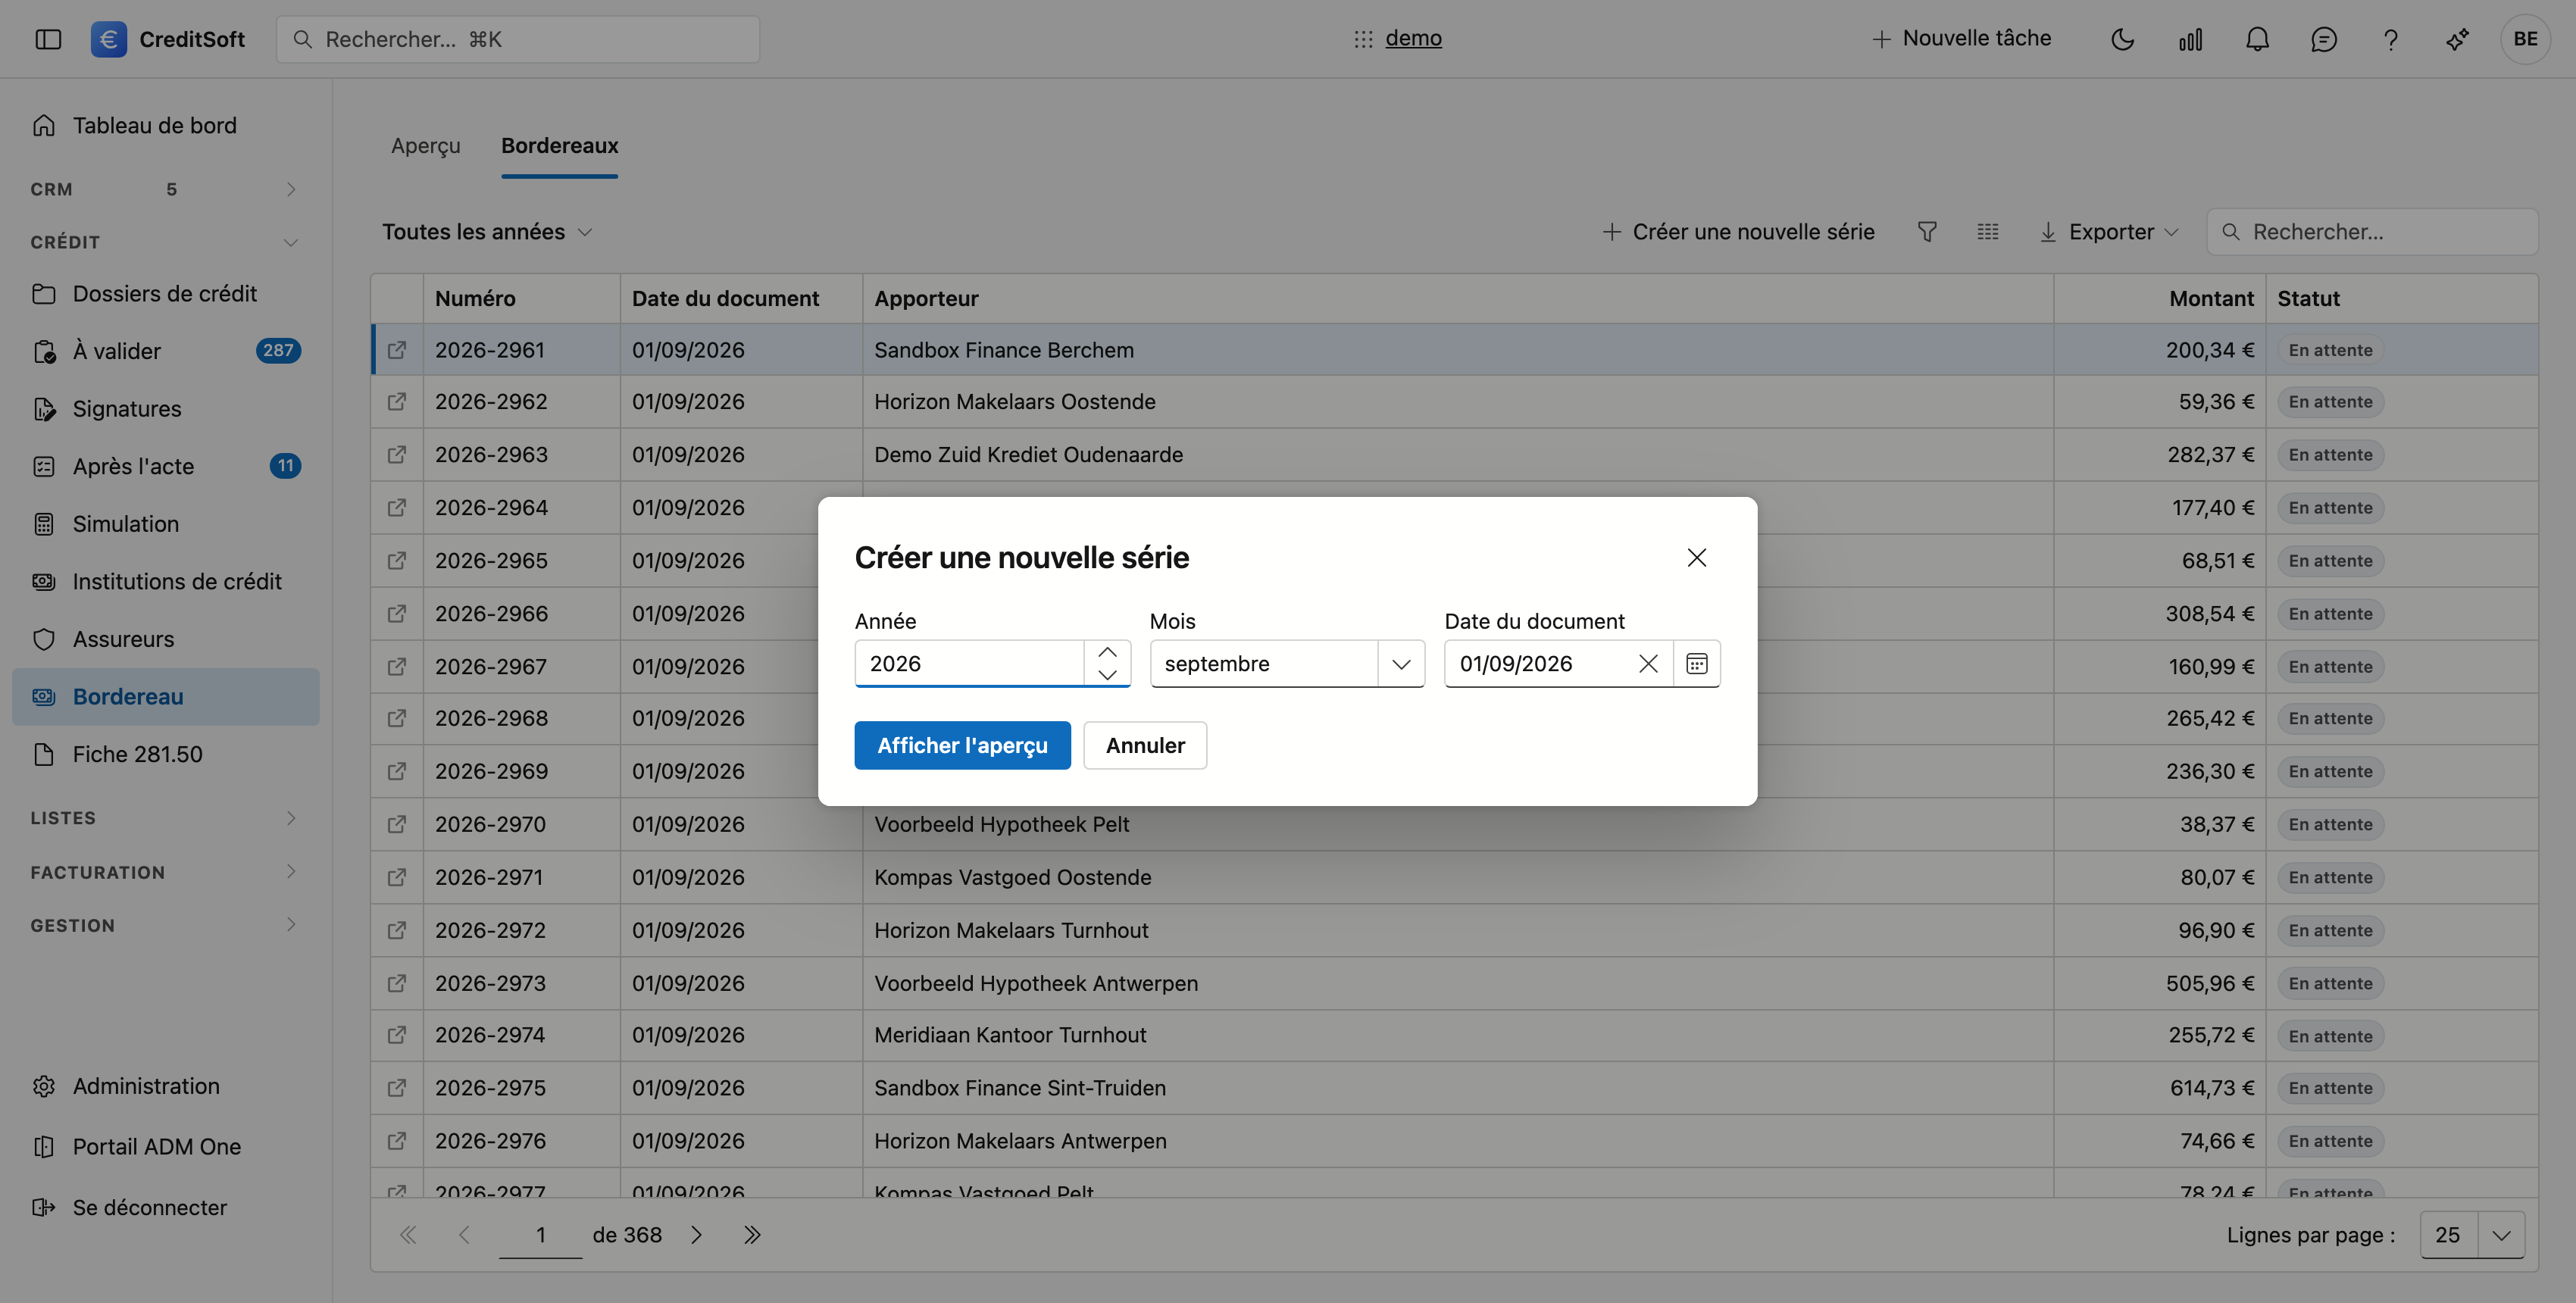 CreditSoft
Rechercher... ⌘K
demo
Nouvelle tâche
BE
Tableau de bord
CRM 5
CRÉDIT
Dossiers de crédit
À valider 287
Signatures
Après l'acte 11
Simulation
Institutions de crédit
Assureurs
Bordereau
Fiche 281.50
LISTES
FACTURATION
GESTION
Administration
Portail ADM One
Se déconnecter
Aperçu Bordereaux
Toutes les années
Créer une nouvelle série
Exporter
Rechercher...
Numéro Date du document Apporteur Montant Statut
2026-2961 01/09/2026 Sandbox Finance Berchem 200,34 € En attente
2026-2962 01/09/2026 Horizon Makelaars Oostende 59,36 € En attente
2026-2963 01/09/2026 Demo Zuid Krediet Oudenaarde 282,37 € En attente
2026-2964 01/09/2026 177,40 € En attente
2026-2965 01/09/2026 68,51 € En attente
2026-2966 01/09/2026 308,54 € En attente
2026-2967 01/09/2026 160,99 € En attente
2026-2968 01/09/2026 265,42 € En attente
2026-2969 01/09/2026 236,30 € En attente
2026-2970 01/09/2026 Voorbeeld Hypotheek Pelt 38,37 € En attente
2026-2971 01/09/2026 Kompas Vastgoed Oostende 80,07 € En attente
2026-2972 01/09/2026 Horizon Makelaars Turnhout 96,90 € En attente
2026-2973 01/09/2026 Voorbeeld Hypotheek Antwerpen 505,96 € En attente
2026-2974 01/09/2026 Meridiaan Kantoor Turnhout 255,72 € En attente
2026-2975 01/09/2026 Sandbox Finance Sint-Truiden 614,73 € En attente
2026-2976 01/09/2026 Horizon Makelaars Antwerpen 74,66 € En attente
2026-2977 01/09/2026 Kompas Vastgoed Pelt 78,24 € En attente
1 de 368
Lignes par page : 25
Créer une nouvelle série
Année Mois Date du document
2026 septembre 01/09/2026
Afficher l'aperçu Annuler